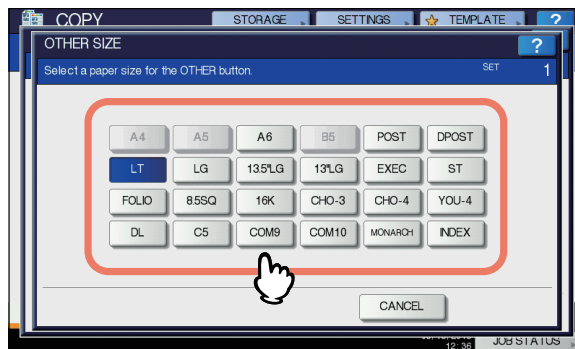 COPY STORAGE SETTINGS TEMPLATE ?
OTHER SIZE ?
Select a paper size for the OTHER button. SET 1
A4 A5 A6 B5 POST DPOST
LT LG 13.5"LG 13"LG EXEC ST
FOLIO 8.5SQ 16K CHO-3 CHO-4 YOU-4
DL C5 COM9 COM10 MONARCH INDEX
CANCEL
12:36 JOB STATUS